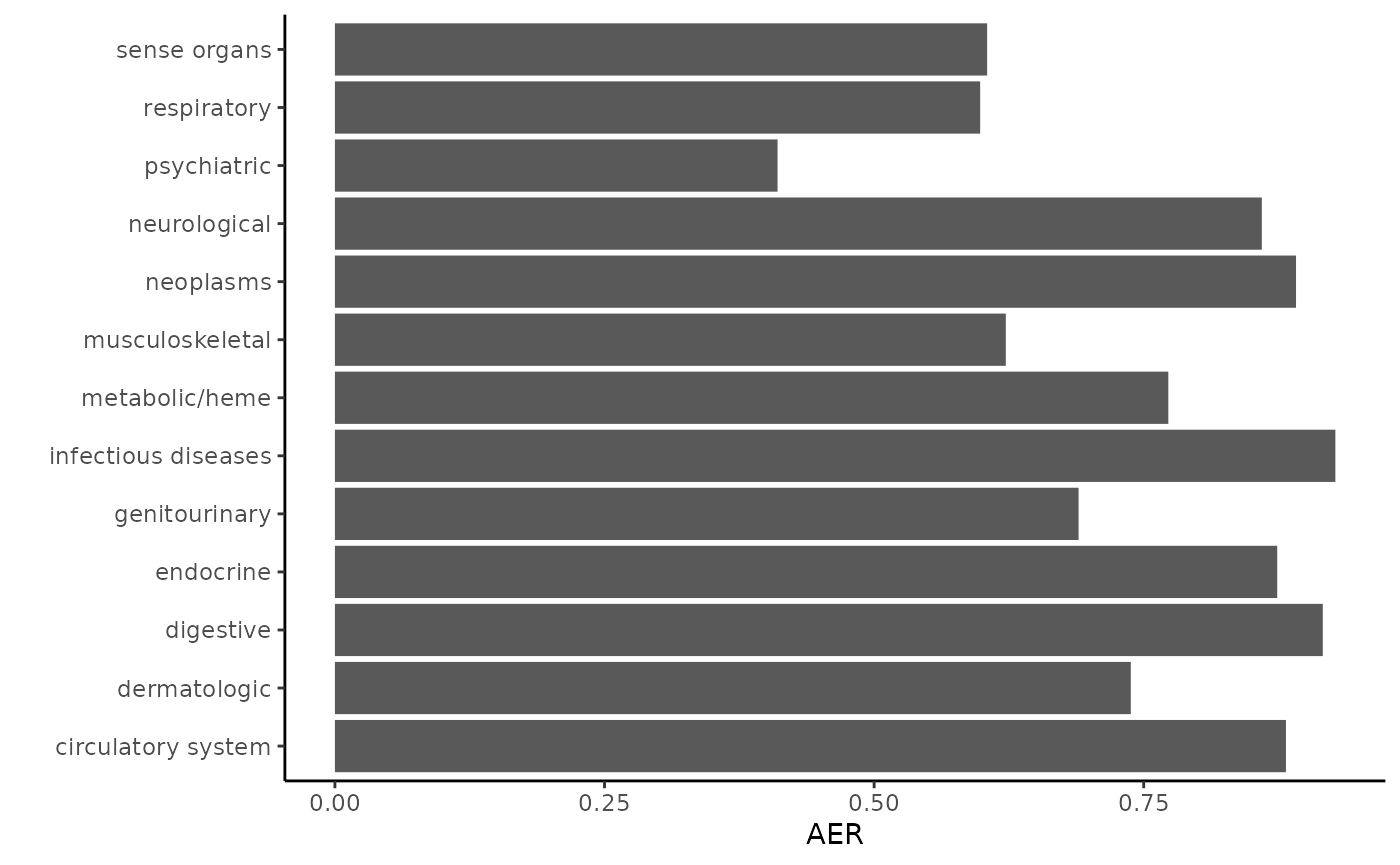 sense organs
respiratory
psychiatric
neurological
neoplasms
musculoskeletal
metabolic/heme
infectious diseases
genitourinary
endocrine
digestive
dermatologic
circulatory system
0.00 0.25 0.50 0.75
AER